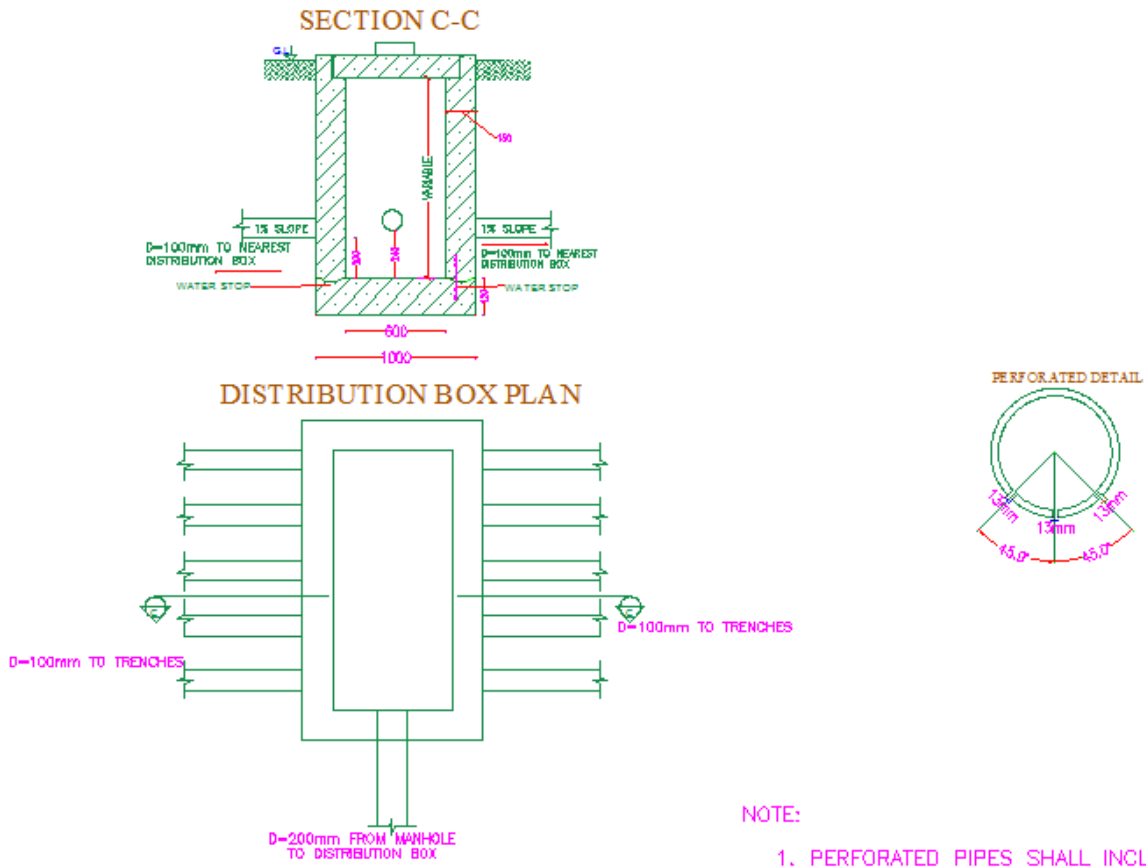 SECTION C-C
G.L
150
VARIABLE
1% SLOPE
1% SLOPE
D=100mm TO NEAREST
DISTRIBUTION BOX
D=100mm TO NEAREST
DISTRIBUTION BOX
WATER STOP
WATER STOP
600
1000
DISTRIBUTION BOX PLAN
PERFORATED DETAIL
13mm
13mm
13mm
45.0°
45.0°
D=100mm TO TRENCHES
D=100mm TO TRENCHES
D=200mm FROM MANHOLE
TO DISTRIBUTION BOX
NOTE:
1. PERFORATED PIPES SHALL INCL